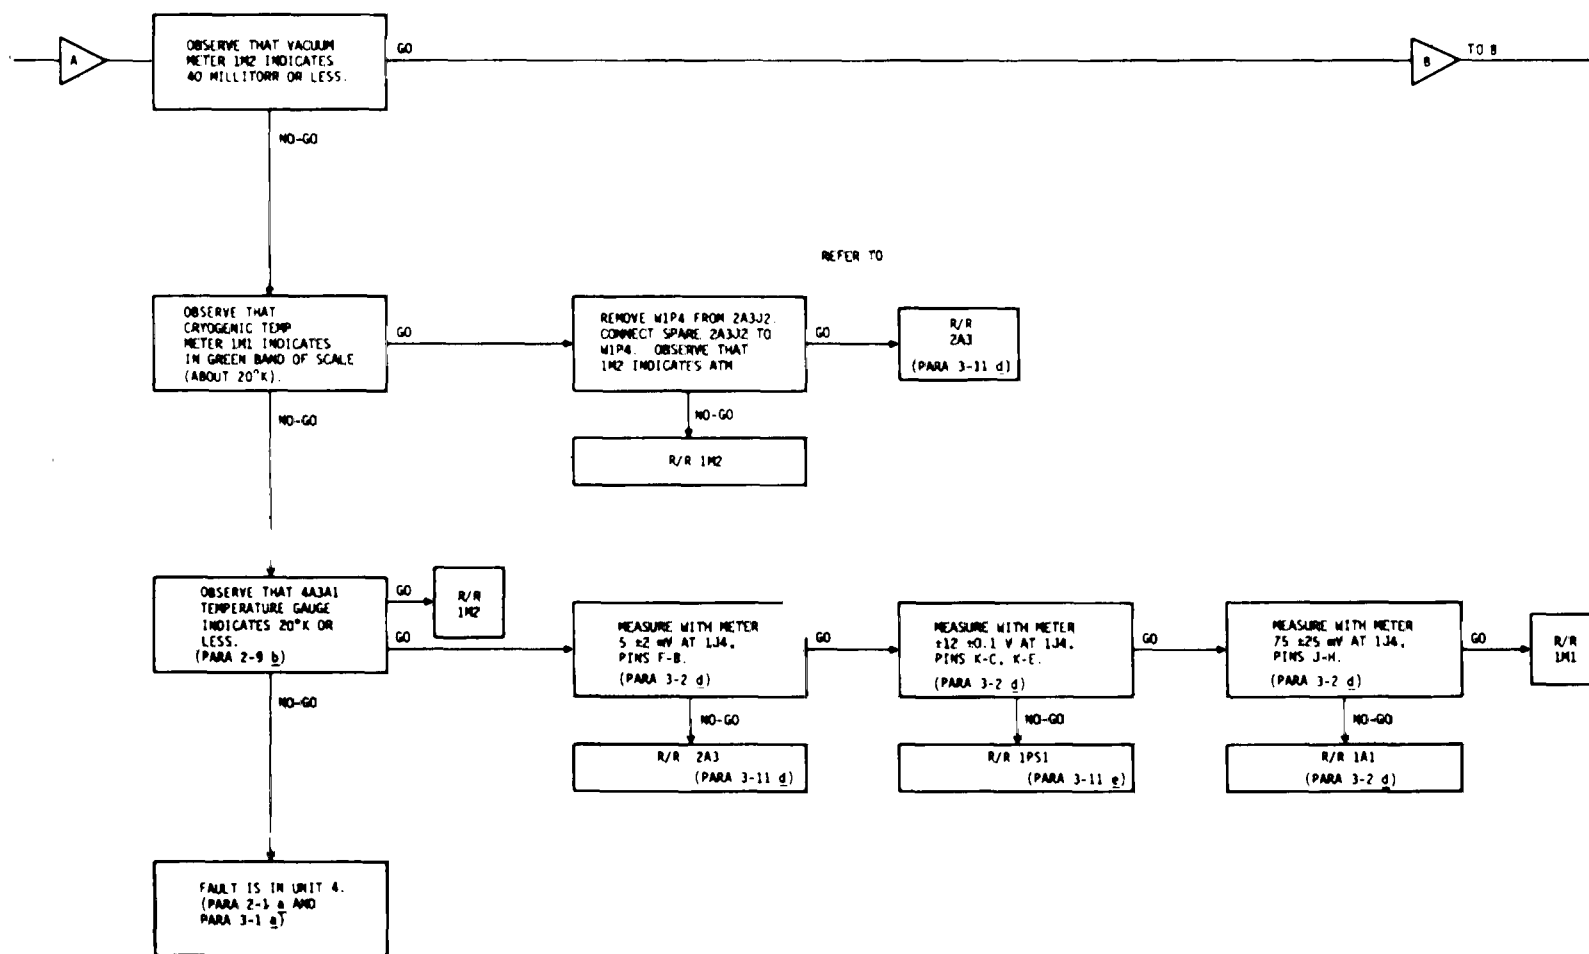 A
OBSERVE THAT VACUUM
METER 1M2 INDICATES
40 MILLITORR OR LESS.
GO
B
TO B
NO-GO
REFER TO
OBSERVE THAT
CRYOGENIC TEMP
METER 1M1 INDICATES
IN GREEN BAND OF SCALE
(ABOUT 20°K).
GO
REMOVE W1P4 FROM 2A3J2.
CONNECT SPARE 2A3J2 TO
W1P4. OBSERVE THAT
1M2 INDICATES ATM
GO
R/R
2A3
(PARA 3-11 d)
NO-GO
NO-GO
R/R 1M2
OBSERVE THAT 4A3A1
TEMPERATURE GAUGE
INDICATES 20°K OR
LESS.
(PARA 2-9 b)
GO
R/R
1M2
GO
MEASURE WITH METER
5 ±2 mV AT 1J4,
PINS F-B.
(PARA 3-2 d)
GO
MEASURE WITH METER
±12 ±0.1 V AT 1J4,
PINS K-C, K-E.
(PARA 3-2 d)
GO
MEASURE WITH METER
75 ±25 mV AT 1J4,
PINS J-H.
(PARA 3-2 d)
GO
R/R
1M1
NO-GO
NO-GO
NO-GO
NO-GO
R/R 2A3
(PARA 3-11 d)
R/R 1PS1
(PARA 3-11 e)
R/R 1A1
(PARA 3-2 d)
FAULT IS IN UNIT 4.
(PARA 2-1 a AND
PARA 3-1 a)